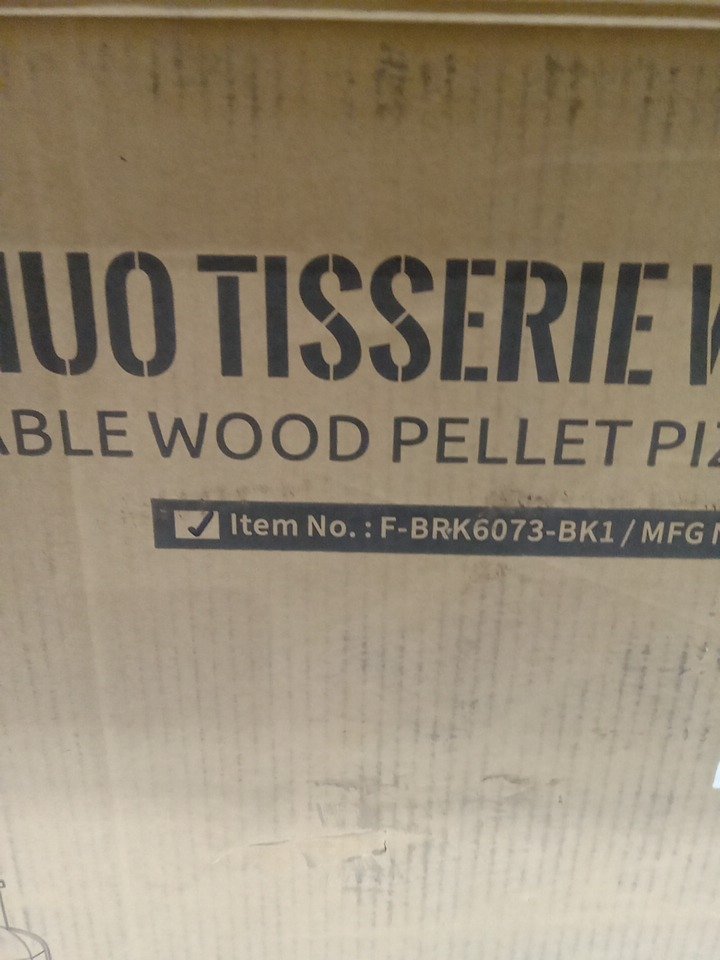 UO TISSERIE
ABLE WOOD PELLET PIZ
Item No. : F-BRK6073-BK1 / MFG